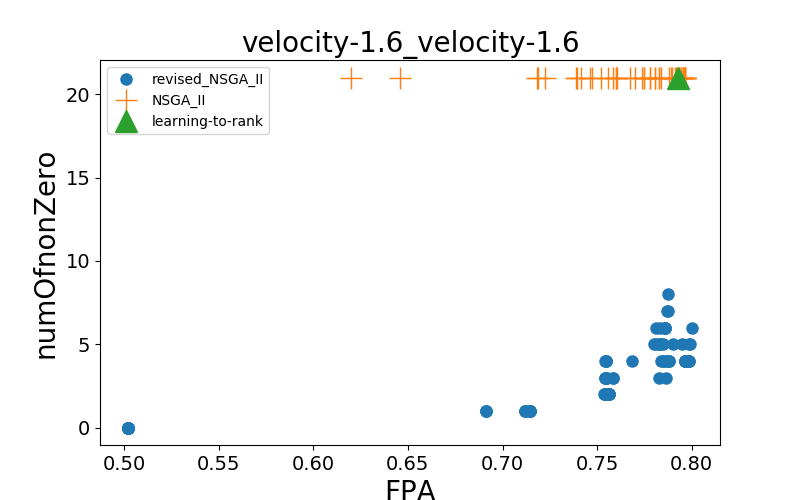 velocity-1.6_velocity-1.6
revised_NSGA_II
NSGA_II
learning-to-rank
numOfnonZero
20
15
10
5
0
0.50 0.55 0.60 0.65 0.70 0.75 0.80
FPA